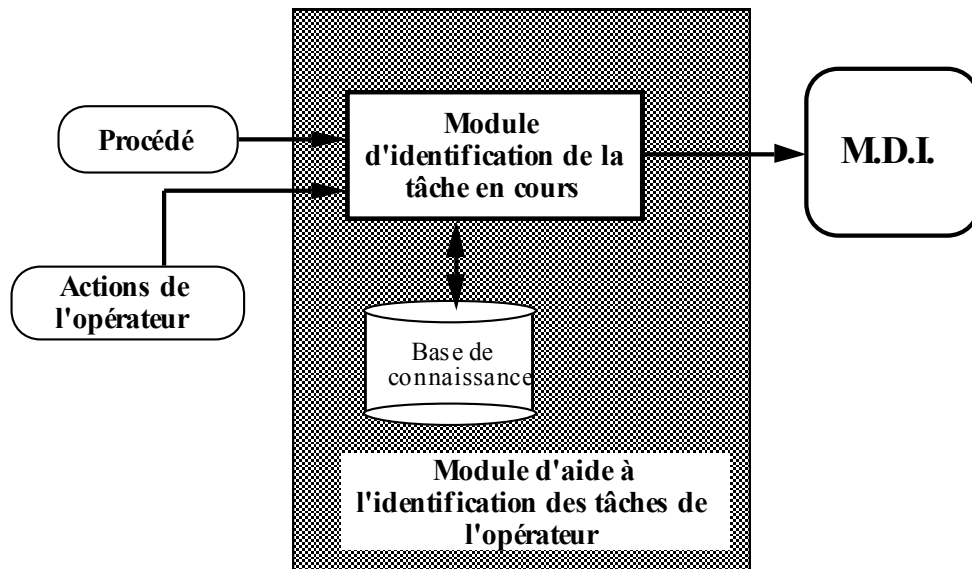 Procédé
Actions de
l'opérateur
Module
d'identification de la
tâche en cours
M.D.I.
Base de
connaissance
Module d'aide à
l'identification des tâches de
l'opérateur